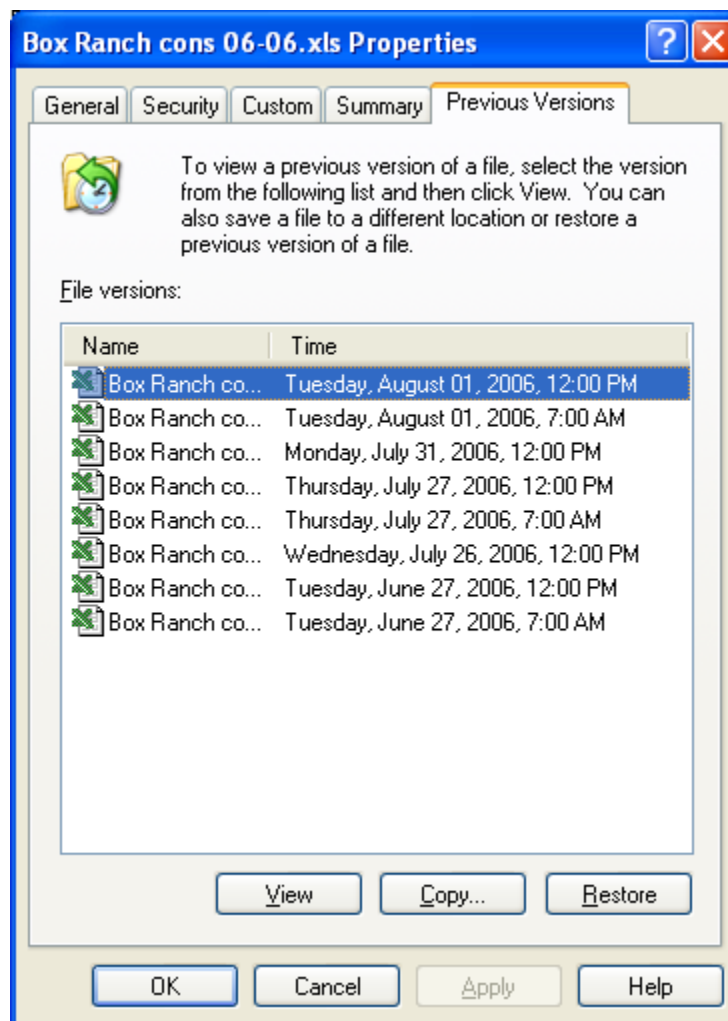 Box Ranch cons 06-06.xls Properties
General Security Custom Summary Previous Versions
To view a previous version of a file, select the version
from the following list and then click View. You can
also save a file to a different location or restore a
previous version of a file.
File versions:
Name Time
Box Ranch co... Tuesday, August 01, 2006, 12:00 PM
Box Ranch co... Tuesday, August 01, 2006, 7:00 AM
Box Ranch co... Monday, July 31, 2006, 12:00 PM
Box Ranch co... Thursday, July 27, 2006, 12:00 PM
Box Ranch co... Thursday, July 27, 2006, 7:00 AM
Box Ranch co... Wednesday, July 26, 2006, 12:00 PM
Box Ranch co... Tuesday, June 27, 2006, 12:00 PM
Box Ranch co... Tuesday, June 27, 2006, 7:00 AM
View Copy... Restore
OK Cancel Apply Help